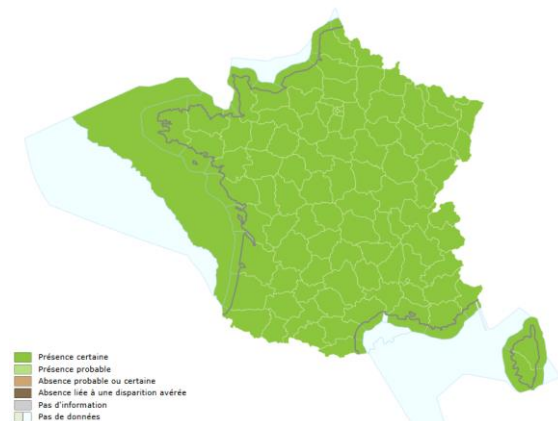 Présence certaine
Présence probable
Absence probable ou certaine
Absence liée à une disparition avérée
Pas d'information
Pas de données